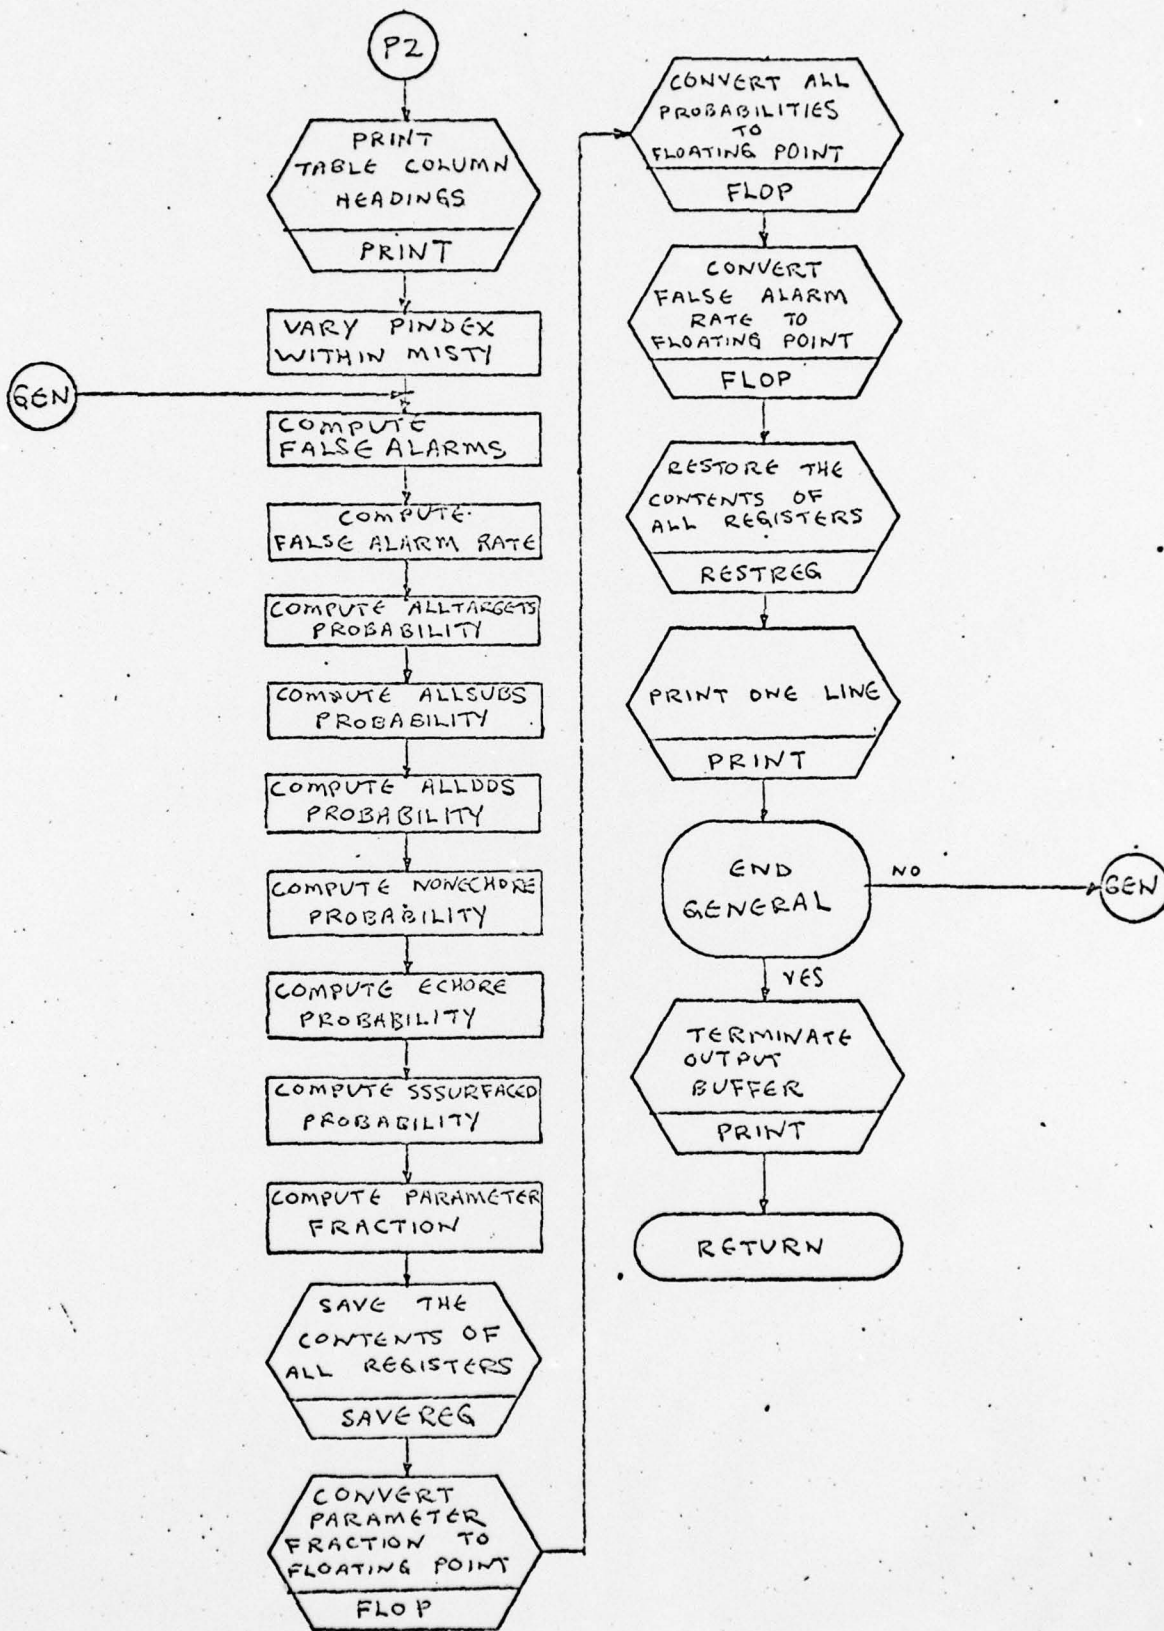 P2
PRINT
TABLE COLUMN
HEADINGS
PRINT
VARY PINDEX
WITHIN MISTY
GEN
COMPUTE
FALSE ALARMS
COMPUTE
FALSE ALARM RATE
COMPUTE ALLTARGETS
PROBABILITY
COMPUTE ALLSUBS
PROBABILITY
COMPUTE ALLDDS
PROBABILITY
COMPUTE NONECHORE
PROBABILITY
COMPUTE ECHORE
PROBABILITY
COMPUTE SSSURFACED
PROBABILITY
COMPUTE PARAMETER
FRACTION
SAVE THE
CONTENTS OF
ALL REGISTERS
SAVEREG
CONVERT
PARAMETER
FRACTION TO
FLOATING POINT
FLOP
CONVERT ALL
PROBABILITIES
TO
FLOATING POINT
FLOP
CONVERT
FALSE ALARM
RATE TO
FLOATING POINT
FLOP
RESTORE THE
CONTENTS OF
ALL REGISTERS
RESTREG
PRINT ONE LINE
PRINT
END
GENERAL
NO
GEN
YES
TERMINATE
OUTPUT
BUFFER
PRINT
RETURN